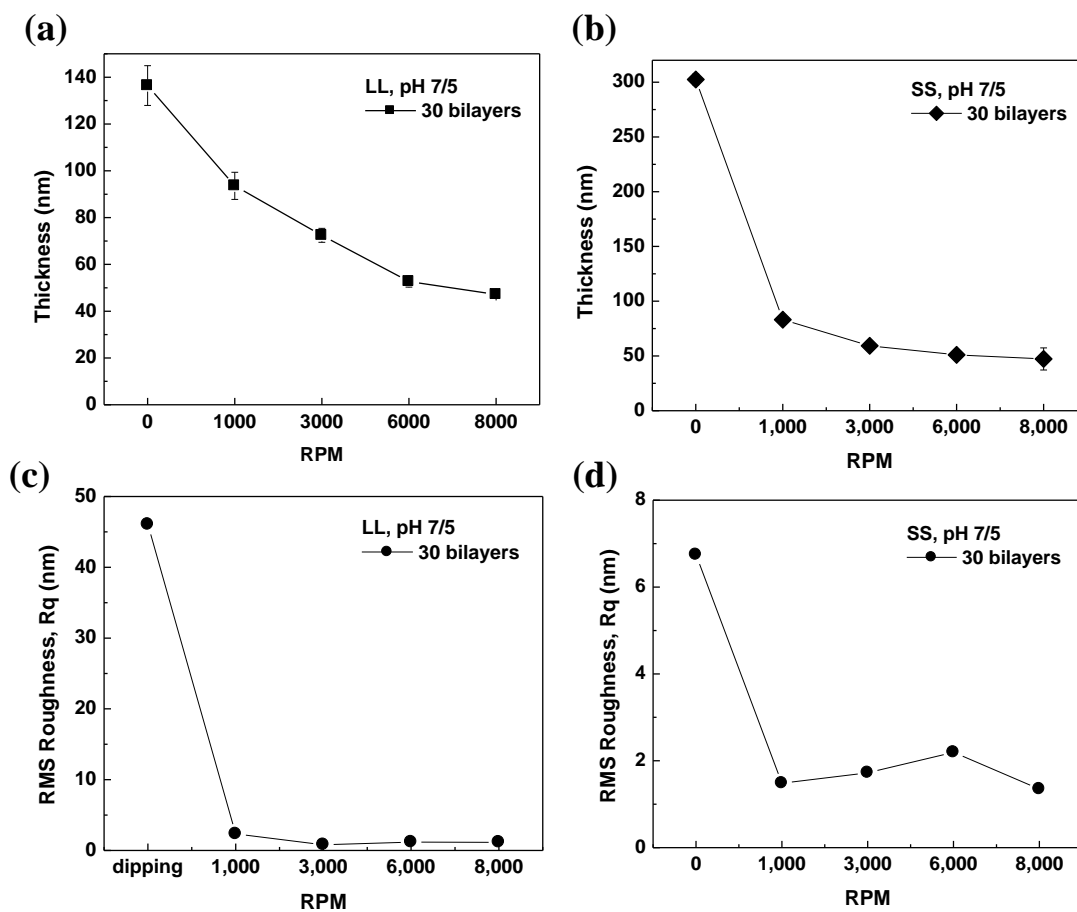 (a)
Thickness (nm)
140
120
100
80
60
40
20
0
LL, pH 7/5
30 bilayers
0 1000 3000 6000 8000
RPM
(b)
Thickness (nm)
300
250
200
150
100
50
0
SS, pH 7/5
30 bilayers
0 1,000 3,000 6,000 8,000
RPM
(c)
RMS Roughness, Rq (nm)
50
40
30
20
10
0
LL, pH 7/5
30 bilayers
dipping 1,000 3,000 6,000 8,000
RPM
(d)
RMS Roughness, Rq (nm)
8
6
4
2
0
SS, pH 7/5
30 bilayers
0 1,000 3,000 6,000 8,000
RPM